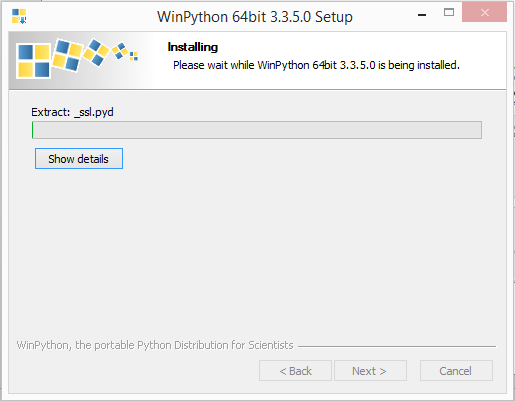 WinPython 64bit 3.3.5.0 Setup
Installing
Please wait while WinPython 64bit 3.3.5.0 is being installed.
Extract: _ssl.pyd
Show details
WinPython, the portable Python Distribution for Scientists
< Back Next > Cancel